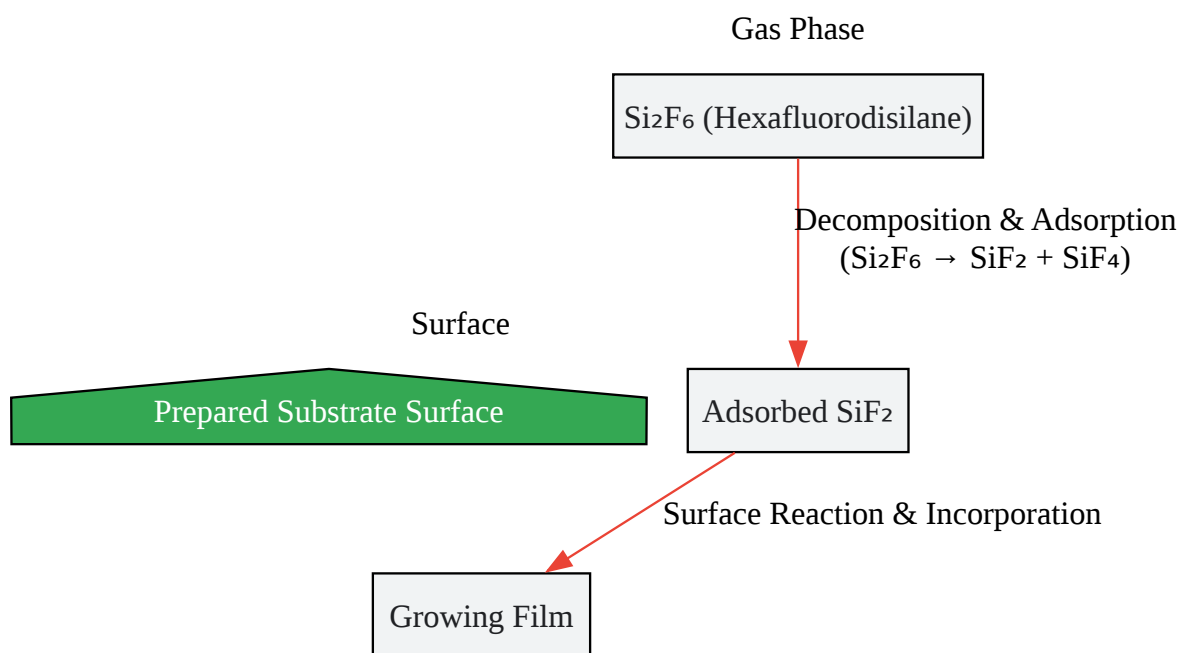 Gas Phase
Si₂F₆ (Hexafluorodisilane)
Decomposition & Adsorption
(Si₂F₆ → SiF₂ + SiF₄)
Surface
Prepared Substrate Surface
Adsorbed SiF₂
Surface Reaction & Incorporation
Growing Film